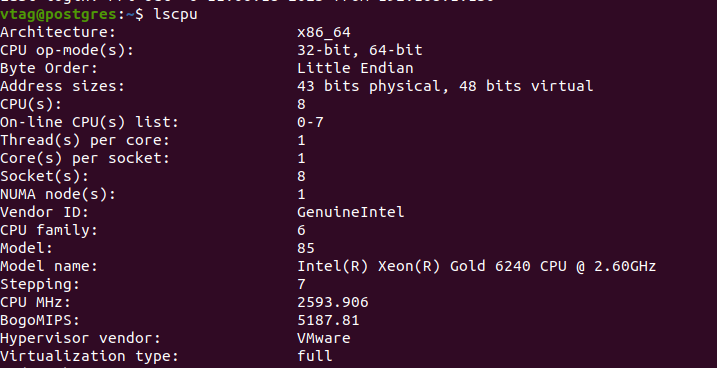 vtag@postgres:~$ lscpu
Architecture: x86_64
CPU op-mode(s): 32-bit, 64-bit
Byte Order: Little Endian
Address sizes: 43 bits physical, 48 bits virtual
CPU(s): 8
On-line CPU(s) list: 0-7
Thread(s) per core: 1
Core(s) per socket: 1
Socket(s): 8
NUMA node(s): 1
Vendor ID: GenuineIntel
CPU family: 6
Model: 85
Model name: Intel(R) Xeon(R) Gold 6240 CPU @ 2.60GHz
Stepping: 7
CPU MHz: 2593.906
BogoMIPS: 5187.81
Hypervisor vendor: VMware
Virtualization type: full